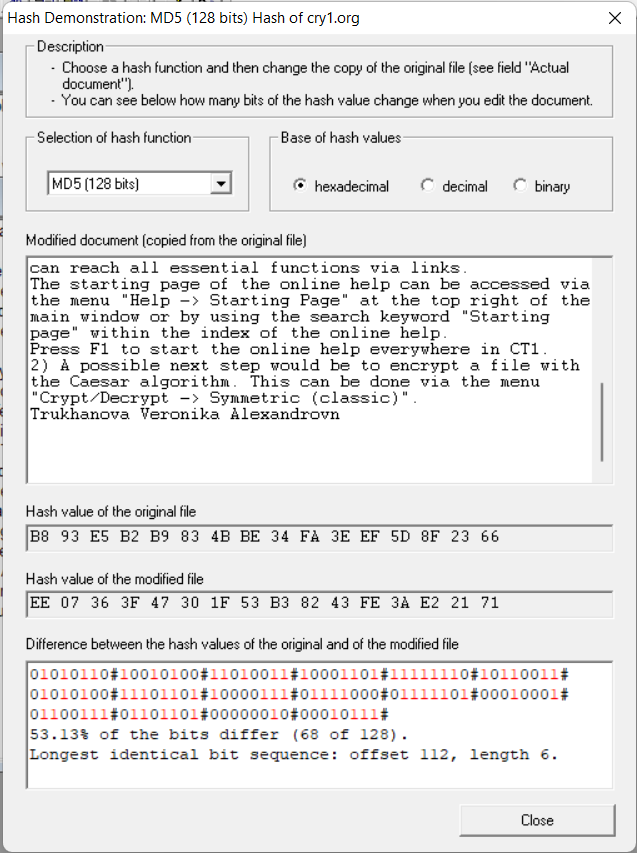 Hash Demonstration: MD5 (128 bits) Hash of cry1.org
Description
- Choose a hash function and then change the copy of the original file (see field "Actual
document").
- You can see below how many bits of the hash value change when you edit the document.
Selection of hash function
MD5 (128 bits)
Base of hash values
hexadecimal
decimal
binary
Modified document (copied from the original file)
can reach all essential functions via links.
The starting page of the online help can be accessed via
the menu "Help -> Starting Page" at the top right of the
main window or by using the search keyword "Starting
page" within the index of the online help.
Press F1 to start the online help everywhere in CT1.
2) A possible next step would be to encrypt a file with
the Caesar algorithm. This can be done via the menu
"Crypt/Decrypt -> Symmetric (classic)".
Trukhanova Veronika Alexandrovn
Hash value of the original file
B8 93 E5 B2 B9 83 4B BE 34 FA 3E EF 5D 8F 23 66
Hash value of the modified file
EE 07 36 3F 47 30 1F 53 B3 82 43 FE 3A E2 21 71
Difference between the hash values of the original and of the modified file
01010110#10010100#11010011#10001101#11111110#10110011#
01010100#11101101#10000111#01111000#01111101#00010001#
01100111#01101101#00000010#00010111#
53.13% of the bits differ (68 of 128).
Longest identical bit sequence: offset 112, length 6.
Close